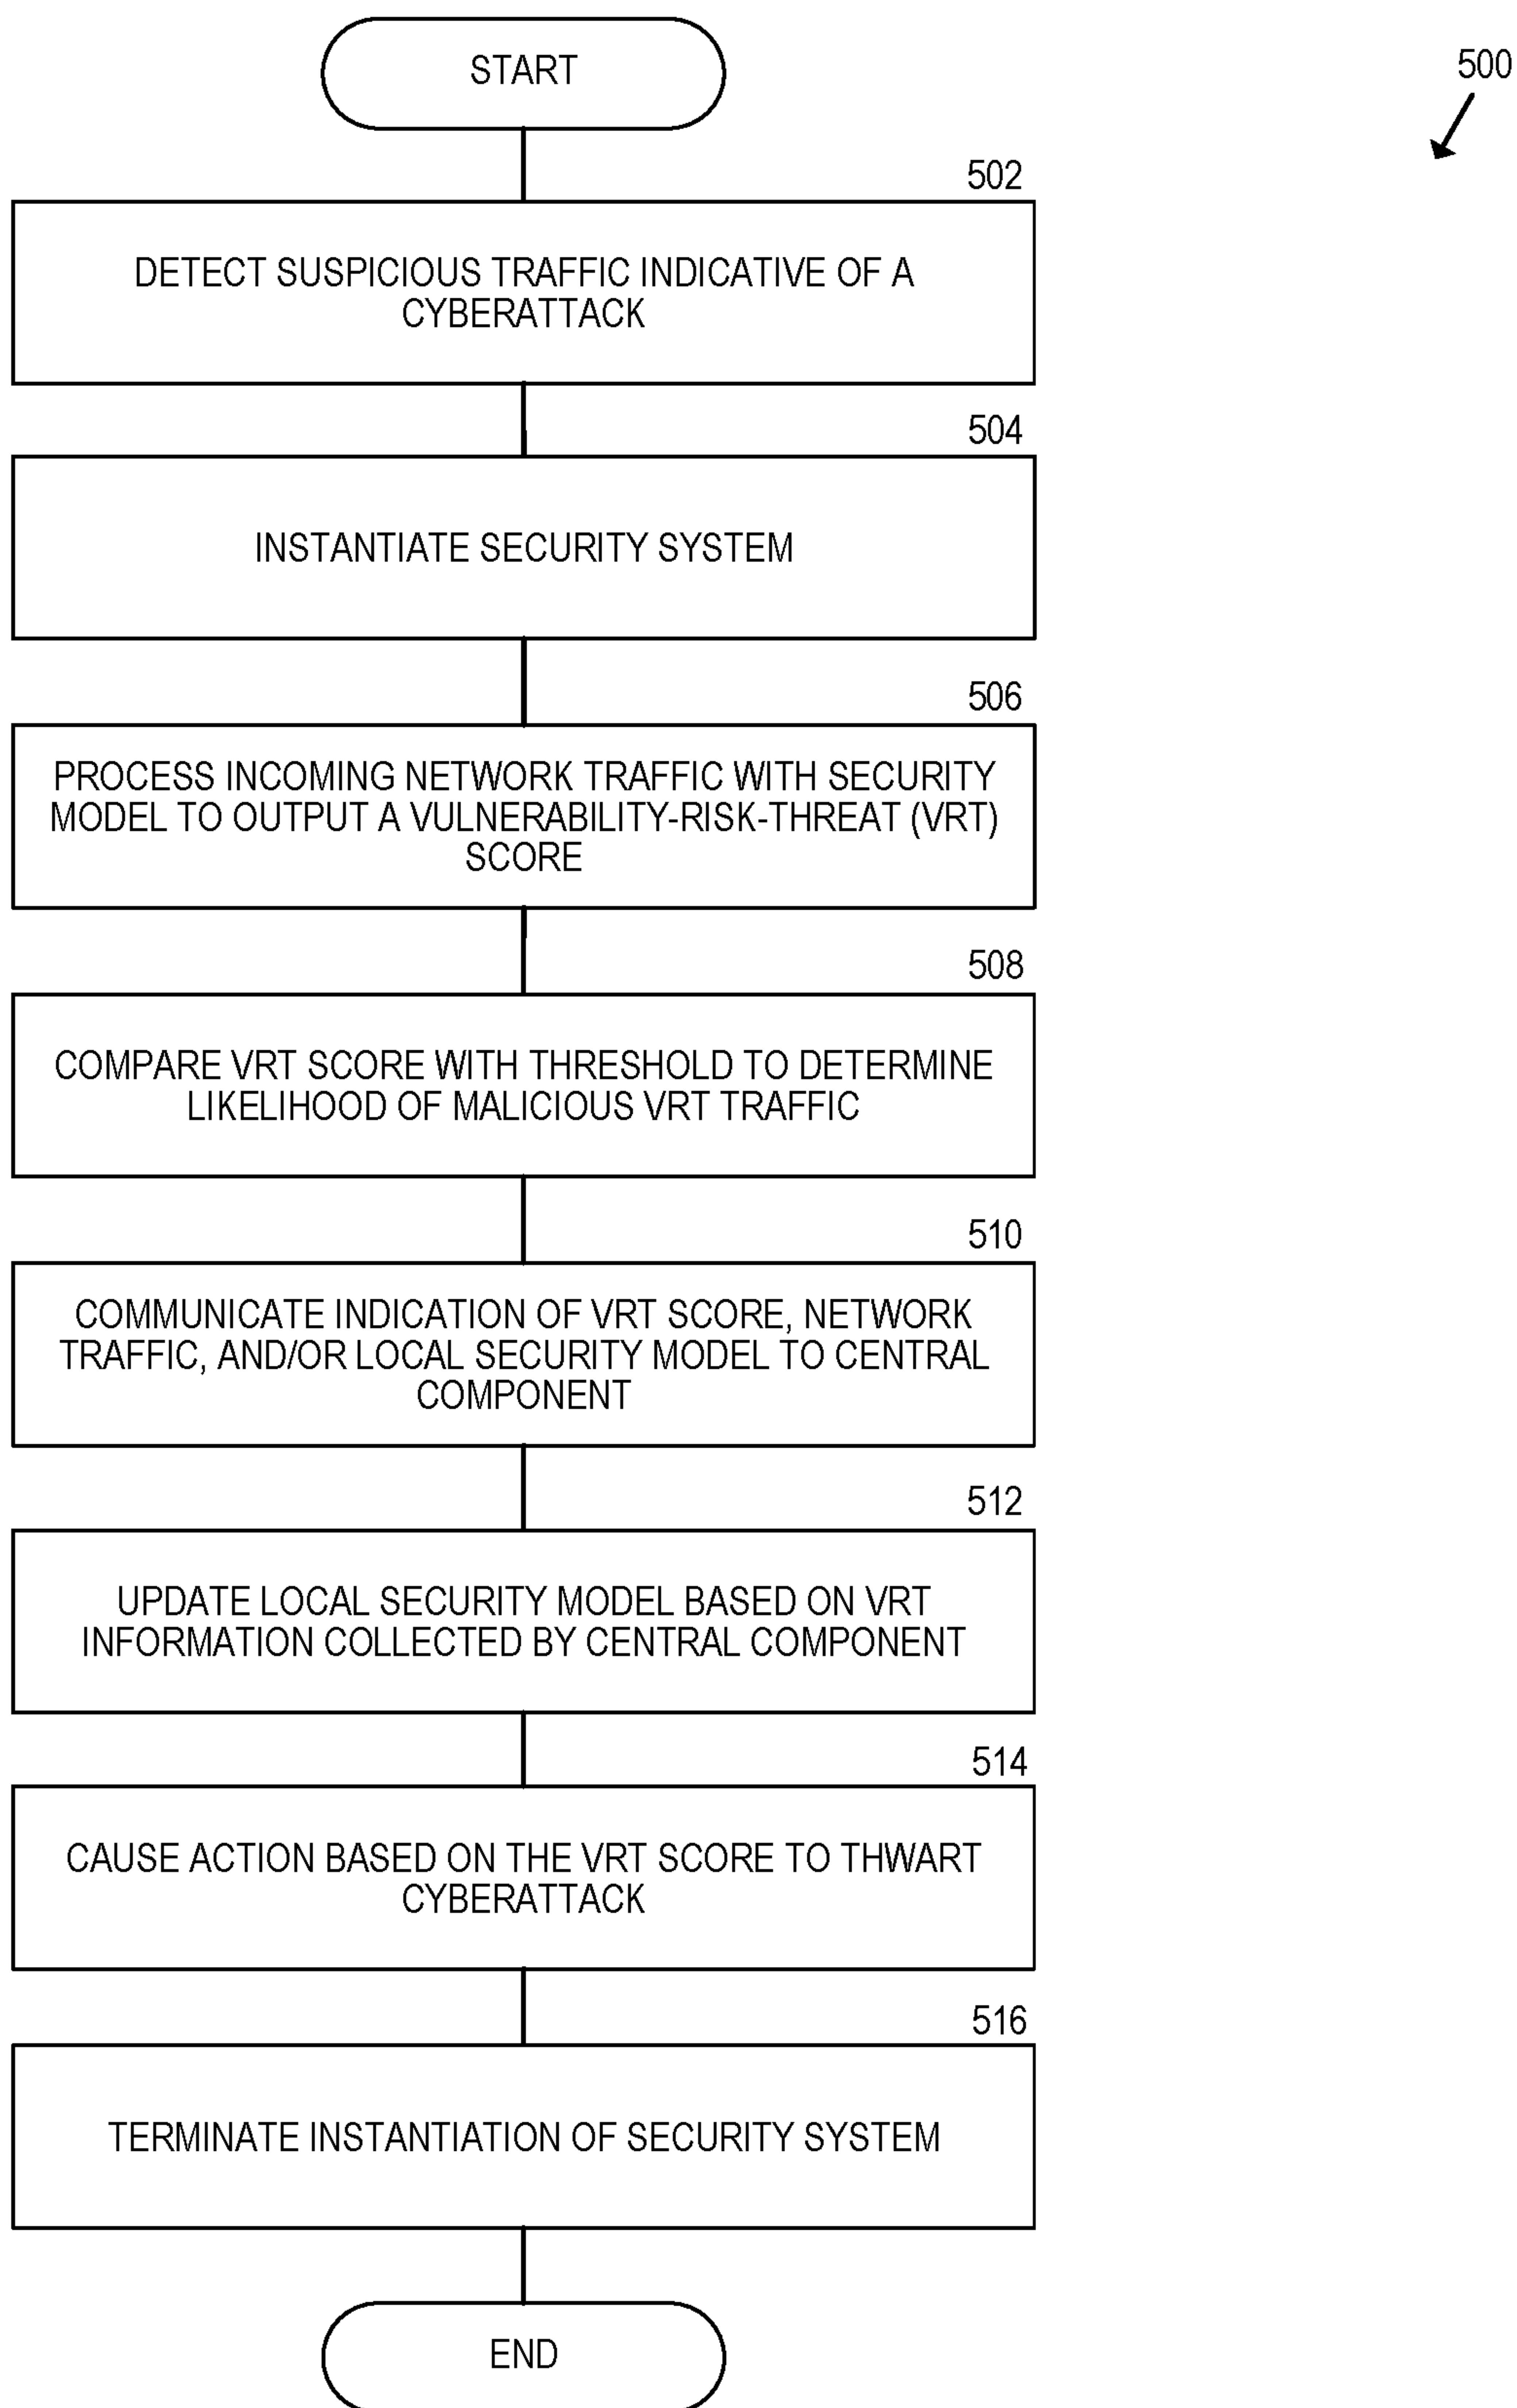 START
500
502
DETECT SUSPICIOUS TRAFFIC INDICATIVE OF A
CYBERATTACK
504
INSTANTIATE SECURITY SYSTEM
506
PROCESS INCOMING NETWORK TRAFFIC WITH SECURITY
MODEL TO OUTPUT A VULNERABILITY-RISK-THREAT (VRT)
SCORE
508
COMPARE VRT SCORE WITH THRESHOLD TO DETERMINE
LIKELIHOOD OF MALICIOUS VRT TRAFFIC
510
COMMUNICATE INDICATION OF VRT SCORE, NETWORK
TRAFFIC, AND/OR LOCAL SECURITY MODEL TO CENTRAL
COMPONENT
512
UPDATE LOCAL SECURITY MODEL BASED ON VRT
INFORMATION COLLECTED BY CENTRAL COMPONENT
514
CAUSE ACTION BASED ON THE VRT SCORE TO THWART
CYBERATTACK
516
TERMINATE INSTANTIATION OF SECURITY SYSTEM
END